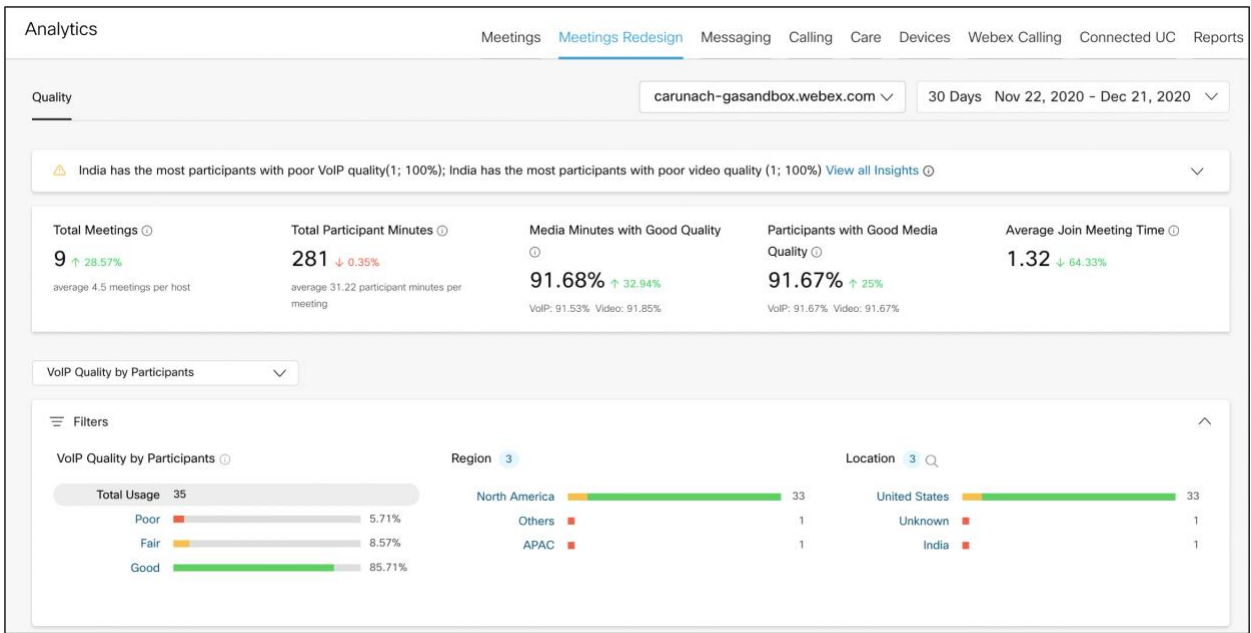 Analytics
Meetings Meetings Redesign Messaging Calling Care Devices Webex Calling Connected UC Reports
Quality
carunach-gasandbox.webex.com
30 Days Nov 22, 2020 - Dec 21, 2020
India has the most participants with poor VoIP quality(1; 100%); India has the most participants with poor video quality (1; 100%) View all Insights
Total Meetings
9 ↑ 28.57%
average 4.5 meetings per host
Total Participant Minutes
281 ↓ 0.35%
average 31.22 participant minutes per
meeting
Media Minutes with Good Quality
91.68% ↑ 32.94%
VoIP: 91.53% Video: 91.85%
Participants with Good Media
Quality
91.67% ↑ 25%
VoIP: 91.67% Video: 91.67%
Average Join Meeting Time
1.32 ↓ 64.33%
VoIP Quality by Participants
Filters
VoIP Quality by Participants
Total Usage 35
Poor 5.71%
Fair 8.57%
Good 85.71%
Region 3
North America 33
Others 1
APAC 1
Location 3
United States 33
Unknown 1
India 1